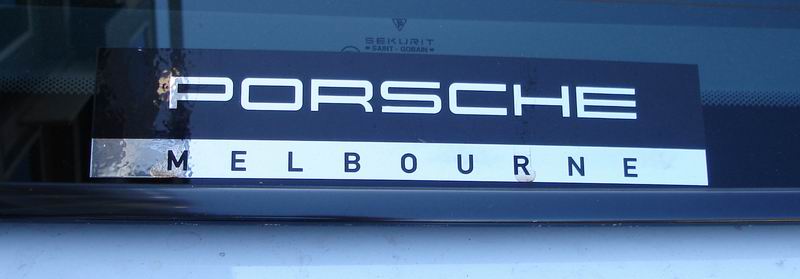 SEKURIT
• SAINT - GOBAIN •
PORSCHE
MELBOURNE